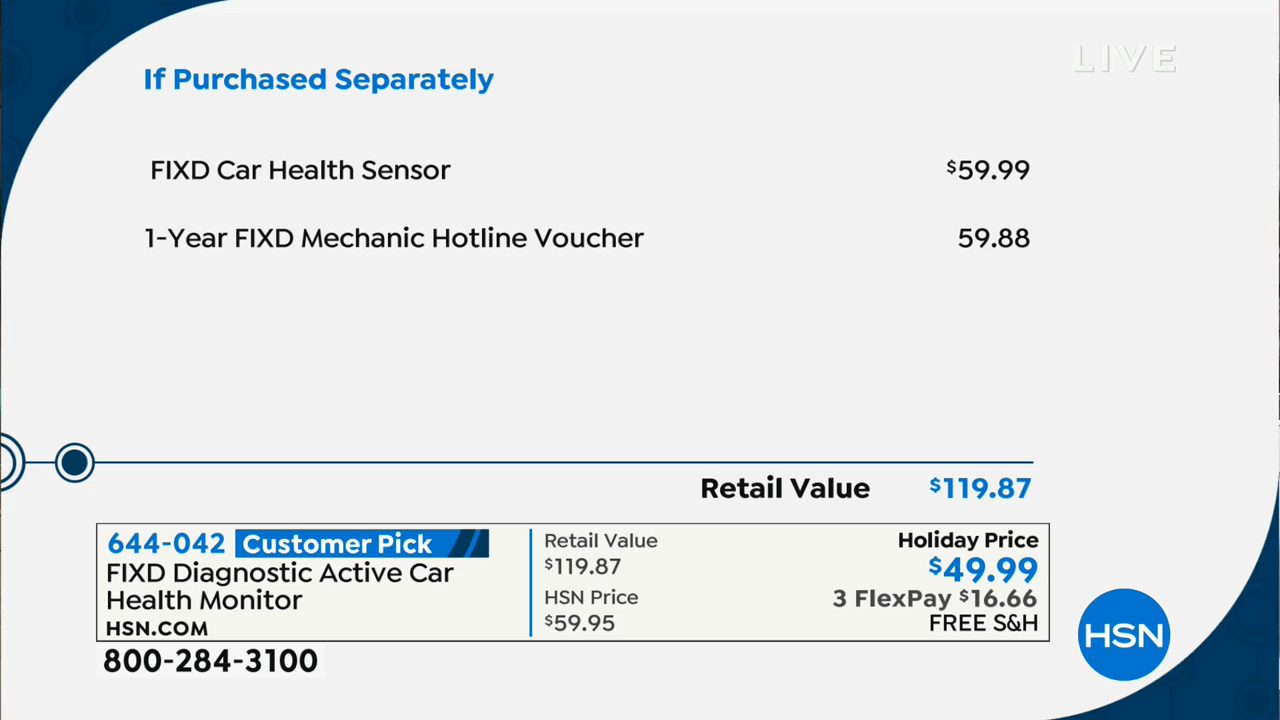 LIVE
If Purchased Separately
FIXD Car Health Sensor $59.99
1-Year FIXD Mechanic Hotline Voucher 59.88
Retail Value $119.87
644-042 Customer Pick
FIXD Diagnostic Active Car
Health Monitor
HSN.COM
Retail Value
$119.87
HSN Price
$59.95
Holiday Price
$49.99
3 FlexPay $16.66
FREE S&H
800-284-3100
HSN